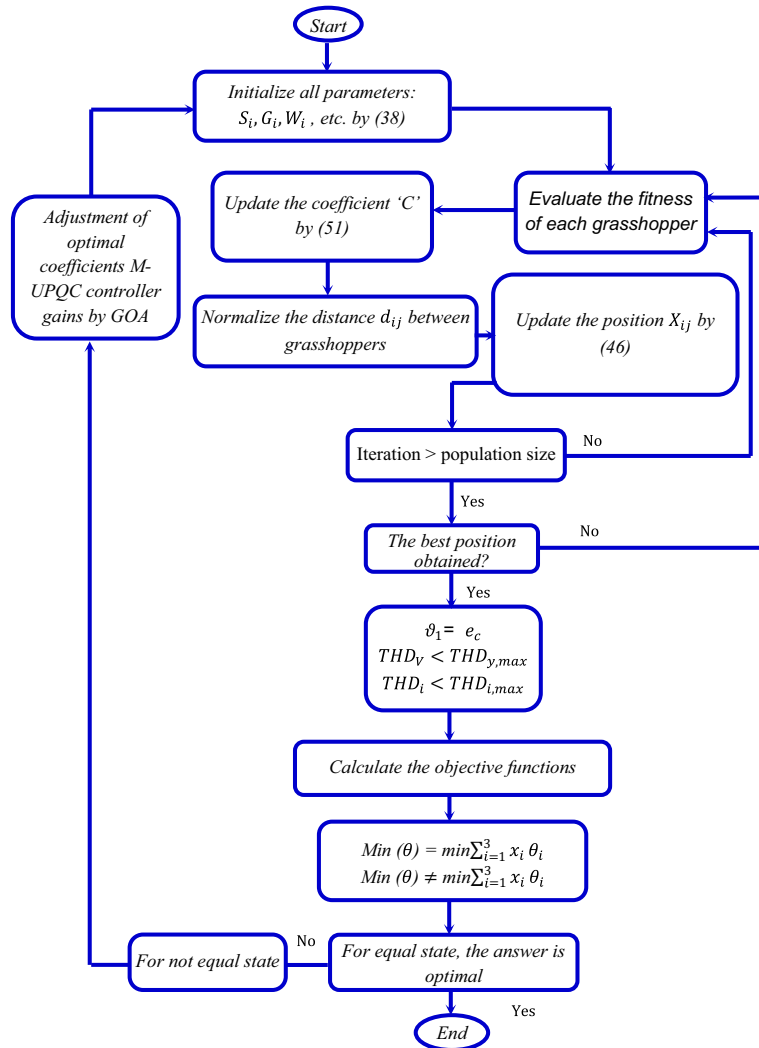 Start
Initialize all parameters:
S_i, G_i, W_i , etc. by (38)
Evaluate the fitness
of each grasshopper
Update the coefficient ‘C’
by (51)
Adjustment of
optimal
coefficients M-
UPQC controller
gains by GOA
Normalize the distance d_ij between
grasshoppers
Update the position X_ij by
(46)
Iteration > population size
No
Yes
The best position
obtained?
No
Yes
ϑ_1= e_c
THD_V < THD_y,max
THD_i < THD_i,max
Calculate the objective functions
Min (θ) = min∑_{i=1}^{3} x_i θ_i
Min (θ) ≠ min∑_{i=1}^{3} x_i θ_i
For not equal state
No
For equal state, the answer is
optimal
Yes
End